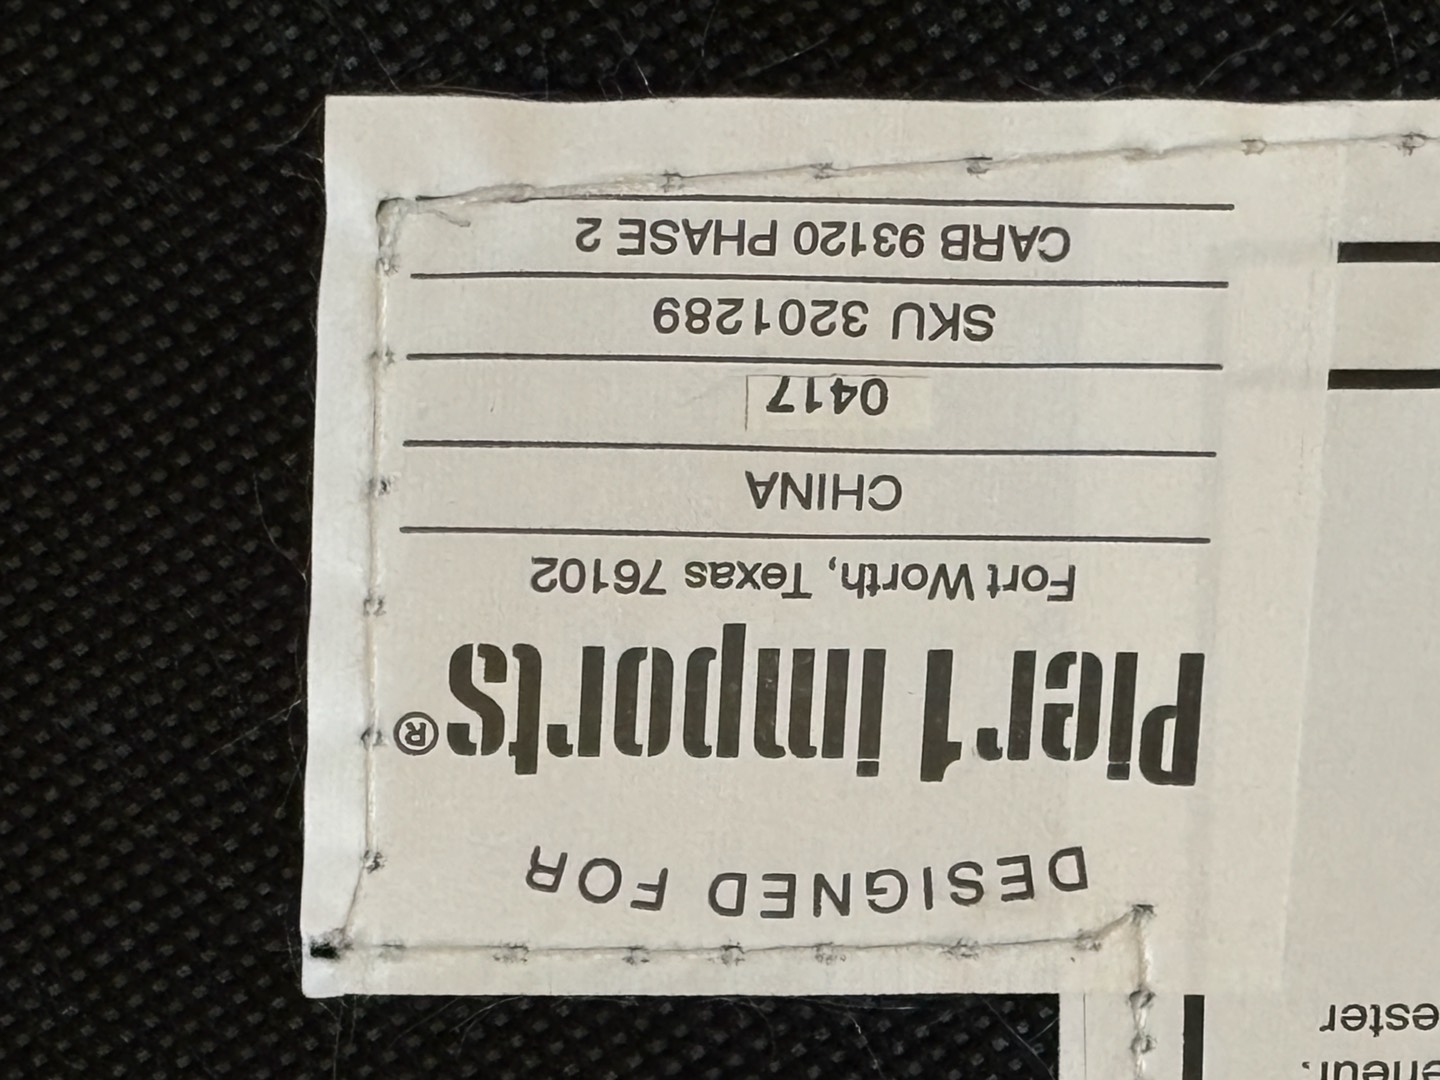 DESIGNED FOR
Pier 1 imports®
Fort Worth, Texas 76102
CHINA
0417
SKU 3201289
CARB 93120 PHASE 2